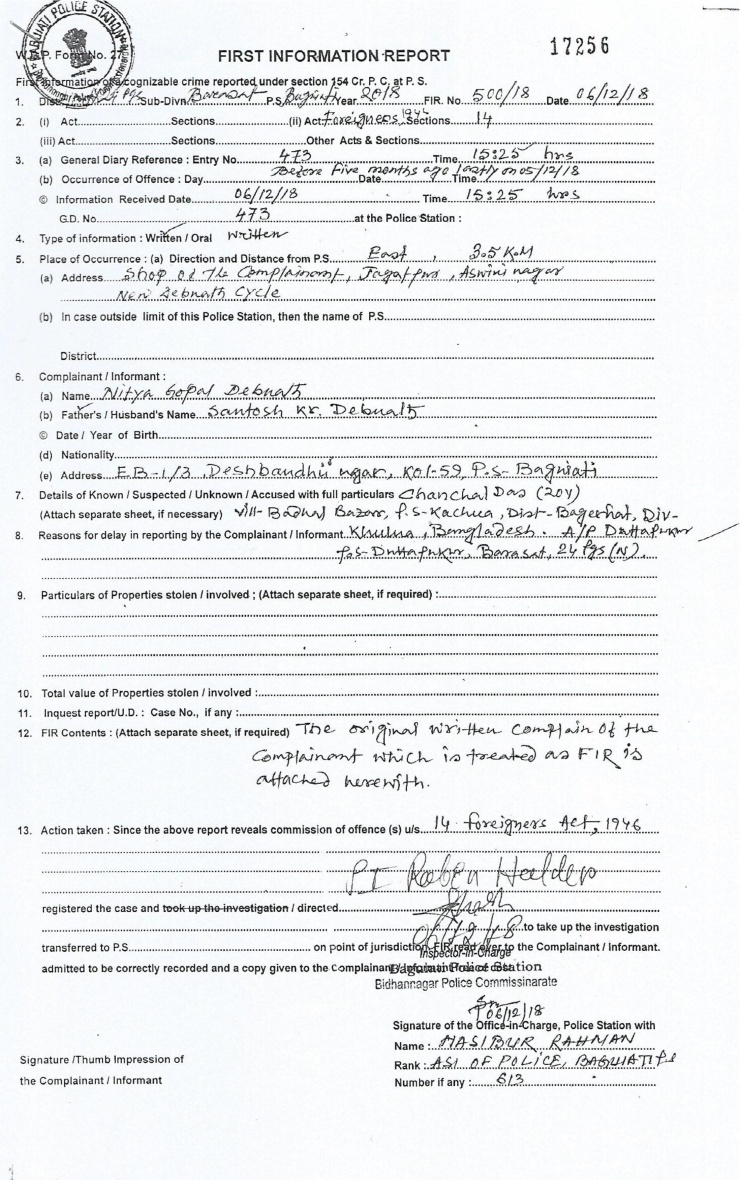 BAGUIATI POLICE STATION
W.B.P. Form No. 27
FIRST INFORMATION REPORT
17256
First Information of a cognizable crime reported under section 154 Cr. P. C. at P. S.
1. Dist. Sub-Divn. Barasat P.S. Baguiati Year 2018 FIR. No 500/18 Date 06/12/18
2. (i) Act Sections (ii) Act Foreigners 1946 Sections 14
(iii) Act Sections Other Acts & Sections
3. (a) General Diary Reference : Entry No. 473 Time 15:25 hrs
(b) Occurrence of Offence : Day Before Five months ago lastly on 05/12/18 Date Time
© Information Received Date 06/12/18 Time 15:25 hrs
G.D. No 473 at the Police Station :
4. Type of information : Written / Oral Written
5. Place of Occurrence : (a) Direction and Distance from P.S. East , 3.5 K.M
(a) Address Shop of the Complainant, Jagatpur, Aswini nagar
New Debnath Cycle
(b) In case outside limit of this Police Station, then the name of P.S.
District
6. Complainant / Informant :
(a) Name Nitya Gopal Debnath
(b) Father's / Husband's Name Santosh Kr. Debnath
© Date / Year of Birth
(d) Nationality
(e) Address E.B-1/3, Deshbandhu nagar, Kol-59, P.S- Baguiati
7. Details of Known / Suspected / Unknown / Accused with full particulars Chanchal Das (20Y)
(Attach separate sheet, if necessary) Vill- Bazar, P.S-Kachua, Dist-Bagerhat, Div-
8. Reasons for delay in reporting by the Complainant / Informant Khulna, Bangladesh. A/P Duttapukur
P.S-Duttapukur, Barasat, 24 Pgs (N)
9. Particulars of Properties stolen / involved ; (Attach separate sheet, if required) :
10. Total value of Properties stolen / involved :
11. Inquest report/U.D. : Case No., if any :
12. FIR Contents : (Attach separate sheet, if required) The original written complain of the
Complainant which is treated as FIR is
attached herewith.
13. Action taken : Since the above report reveals commission of offence (s) u/s. 14 foreigners Act, 1946
PI Robin Halder
registered the case and took up the investigation / directed
06/12/18 to take up the investigation
transferred to P.S. on point of jurisdiction FIR read over to the Complainant / Informant.
Inspector-in-Charge
admitted to be correctly recorded and a copy given to the Complainant / Informant Free of cost
Baguiati Police Station
Bidhannagar Police Commissinarate
06/12/18
Signature of the Office-in-Charge, Police Station with
Name : HASIBUR RAHMAN
Signature /Thumb Impression of
the Complainant / Informant
Rank : ASI OF POLICE, BAGUIATI PS
Number if any : 613